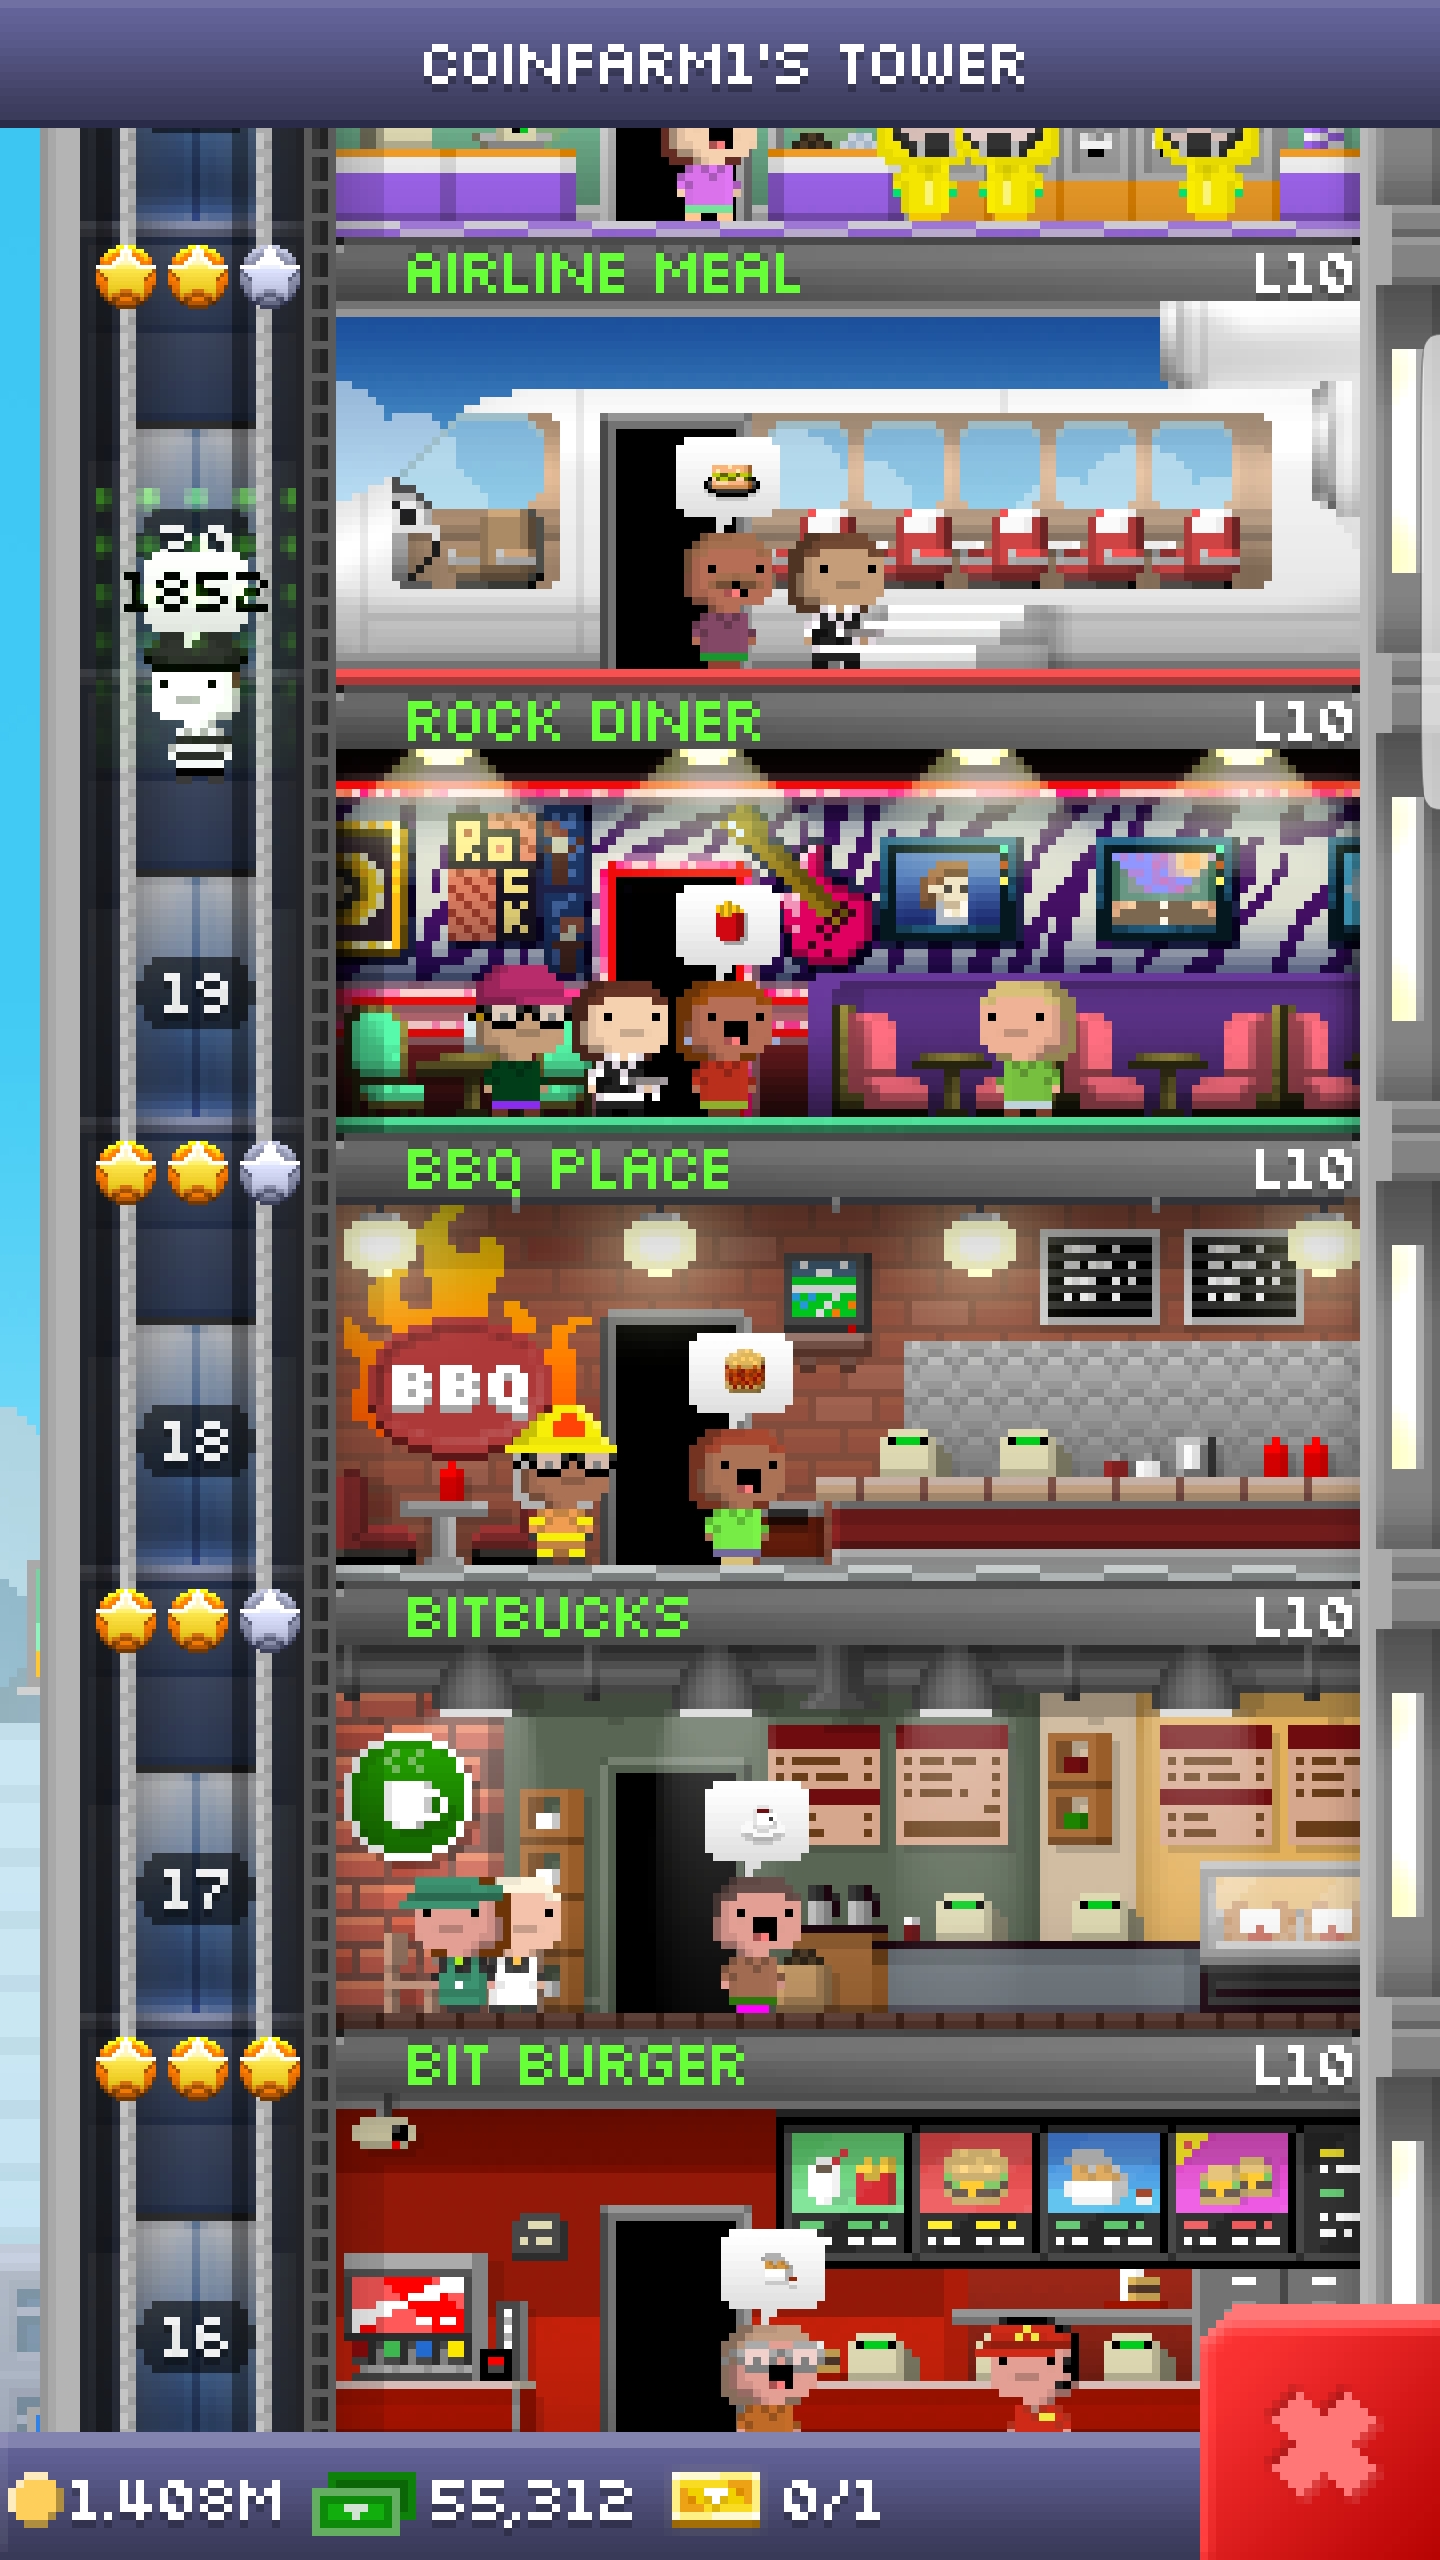 COINFARM1'S TOWER
AIRLINE MEAL L10
1852
ROCK DINER L10
19
BBQ PLACE L10
BBQ
18
BITBUCKS L10
17
BIT BURGER L10
16
1.408M 55,312 0/1